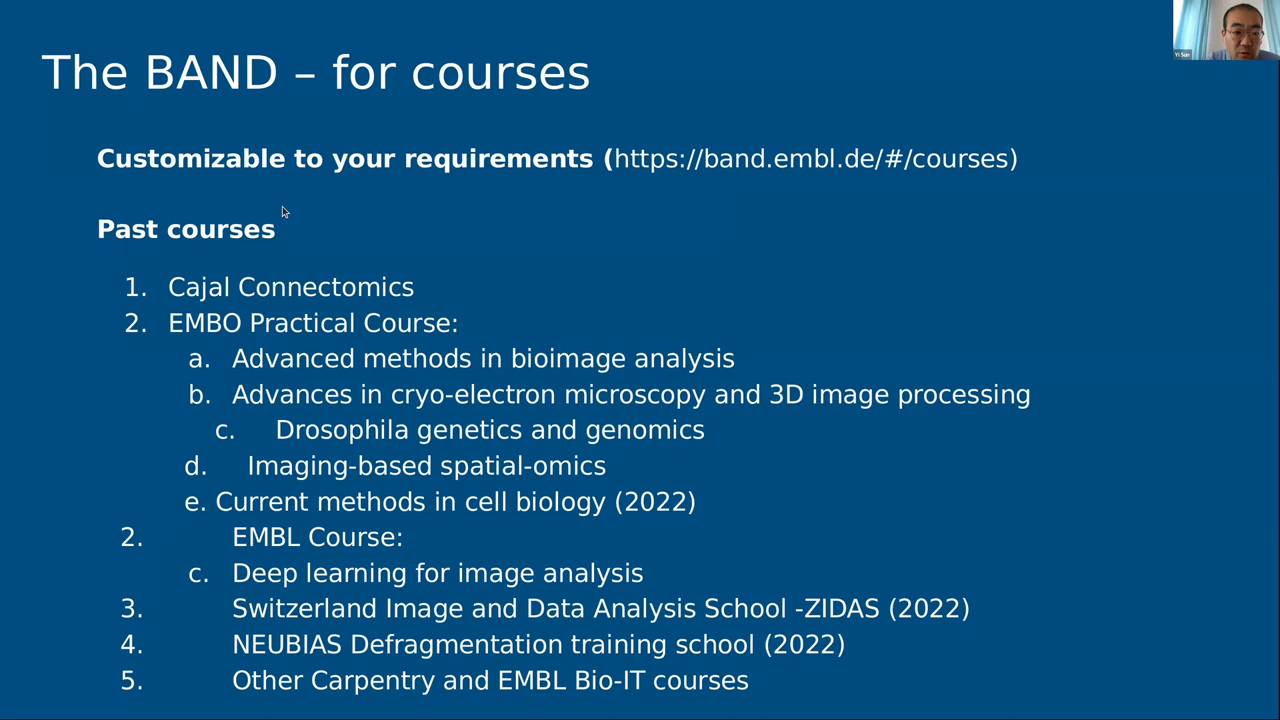 The BAND – for courses
Yi Sun
Customizable to your requirements (https://band.embl.de/#/courses)
Past courses
1. Cajal Connectomics
2. EMBO Practical Course:
a. Advanced methods in bioimage analysis
b. Advances in cryo-electron microscopy and 3D image processing
c. Drosophila genetics and genomics
d. Imaging-based spatial-omics
e. Current methods in cell biology (2022)
2. EMBL Course:
c. Deep learning for image analysis
3. Switzerland Image and Data Analysis School -ZIDAS (2022)
4. NEUBIAS Defragmentation training school (2022)
5. Other Carpentry and EMBL Bio-IT courses